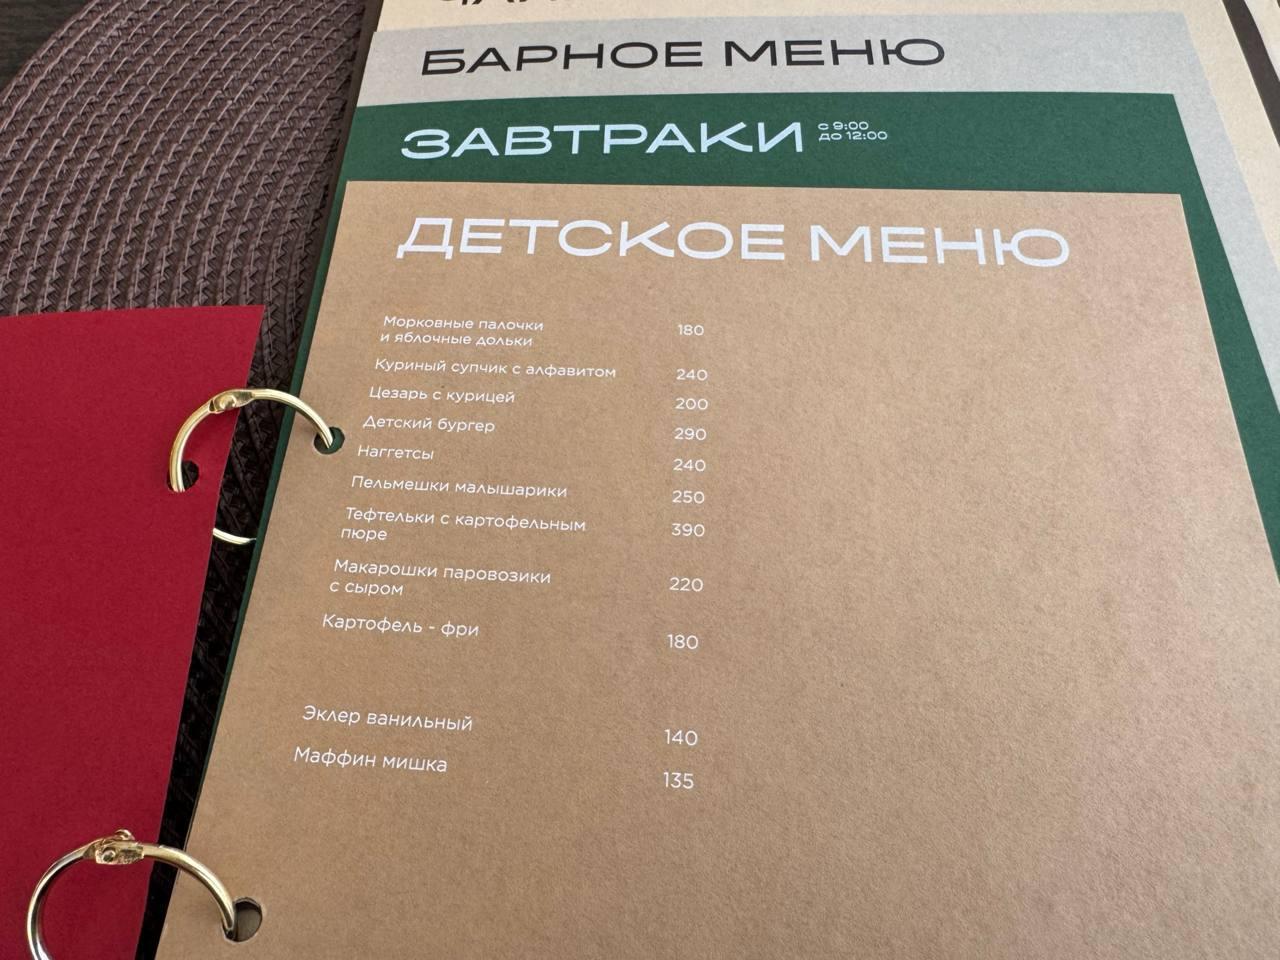 БАРНОЕ МЕНЮ
ЗАВТРАКИ с 9:00
до 12:00
ДЕТСКОЕ МЕНЮ
Морковные палочки
и яблочные дольки 180
Куриный супчик с алфавитом 240
Цезарь с курицей 200
Детский бургер 290
Наггетсы 240
Пельмешки малышарики 250
Тефтельки с картофельным
пюре 390
Макарошки паровозики
с сыром 220
Картофель - фри 180
Эклер ванильный 140
Маффин мишка 135